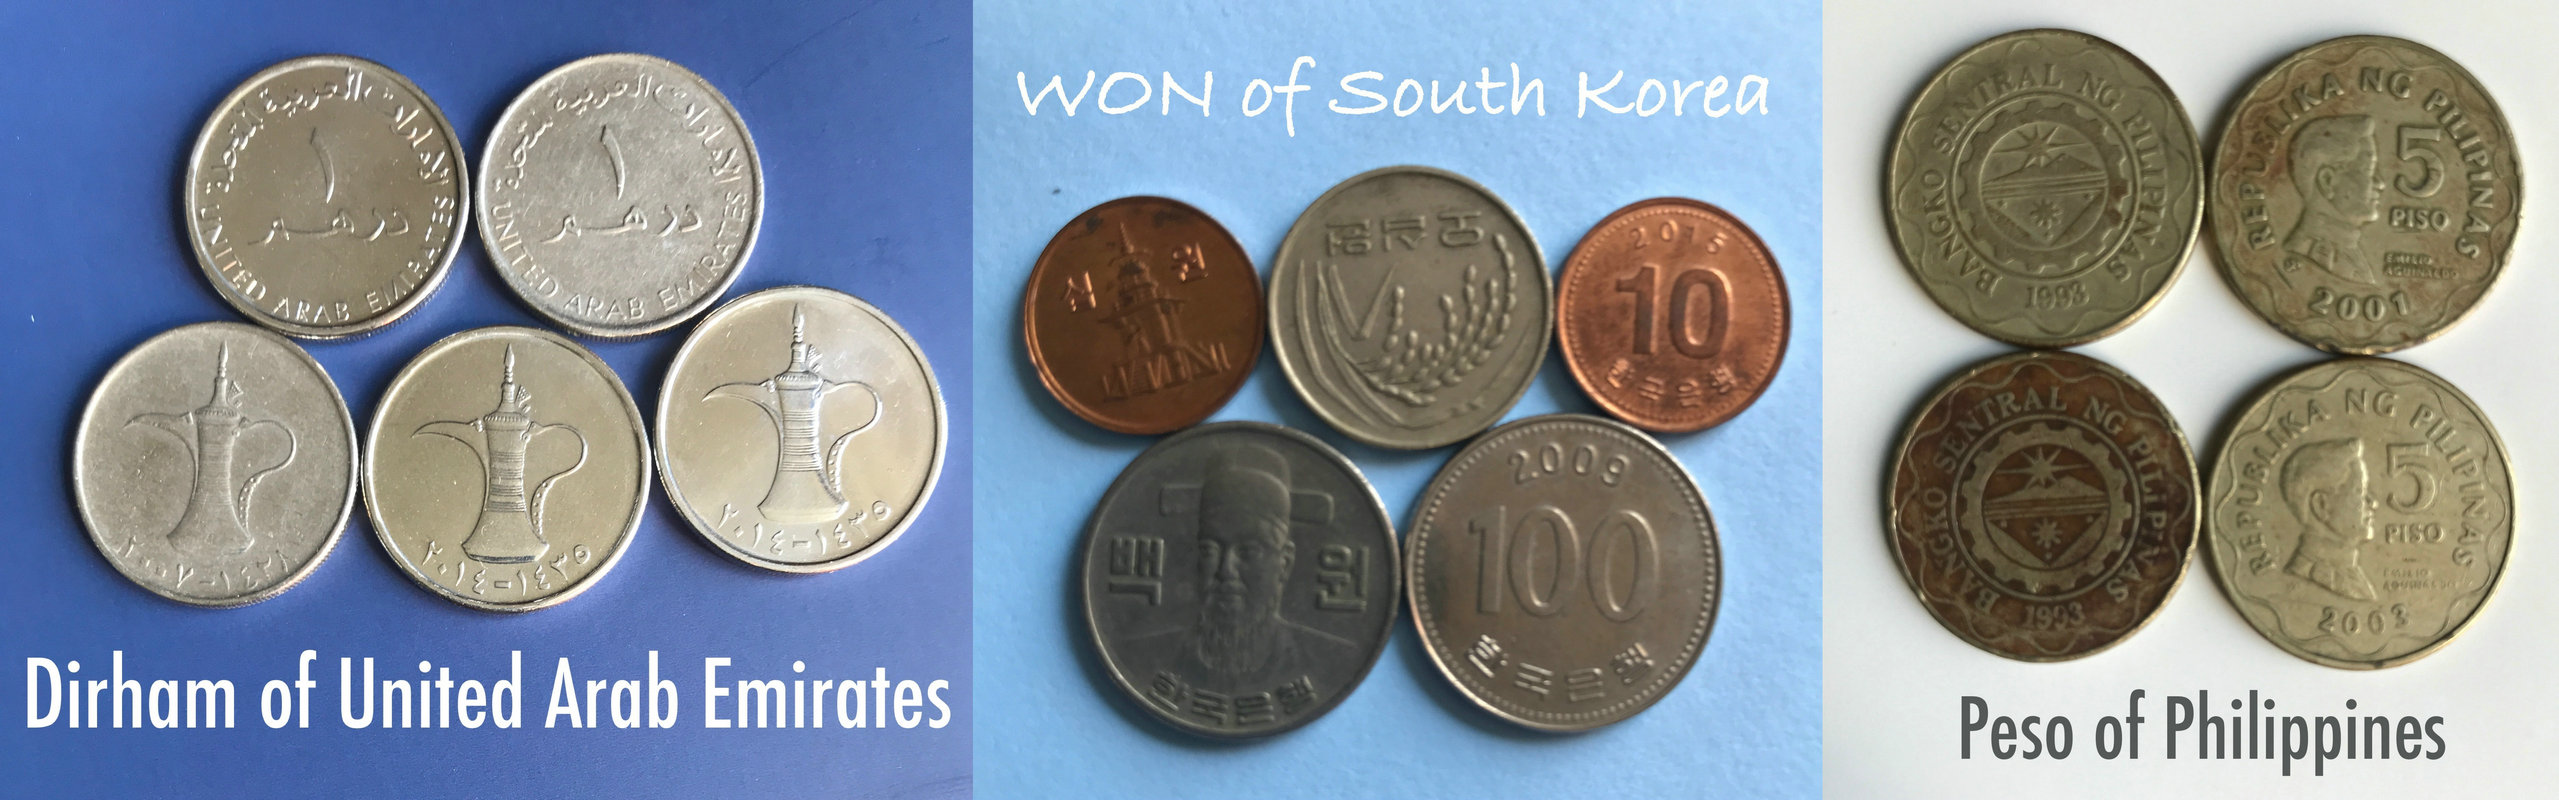 الإمارات العربية المتحدة
١
درهم
UNITED ARAB EMIRATES
الإمارات العربية المتحدة
١
درهم
UNITED ARAB EMIRATES
٢٠٠٧-١٤٢٨
٢٠١٤-١٤٣٥
٢٠١٤-١٤٣٥
Dirham of United Arab Emirates
WON of South Korea
십 원
2015
10
한국은행
백 원
한국은행
2009
100
한국은행
BANGKO SENTRAL NG PILIPINAS
1993
REPUBLIKA NG PILIPINAS
5
PISO
EMILIO
AGUINALDO
2001
BANGKO SENTRAL NG PILIPINAS
1993
REPUBLIKA NG PILIPINAS
5
PISO
EMILIO
AGUINALDO
2003
Peso of Philippines